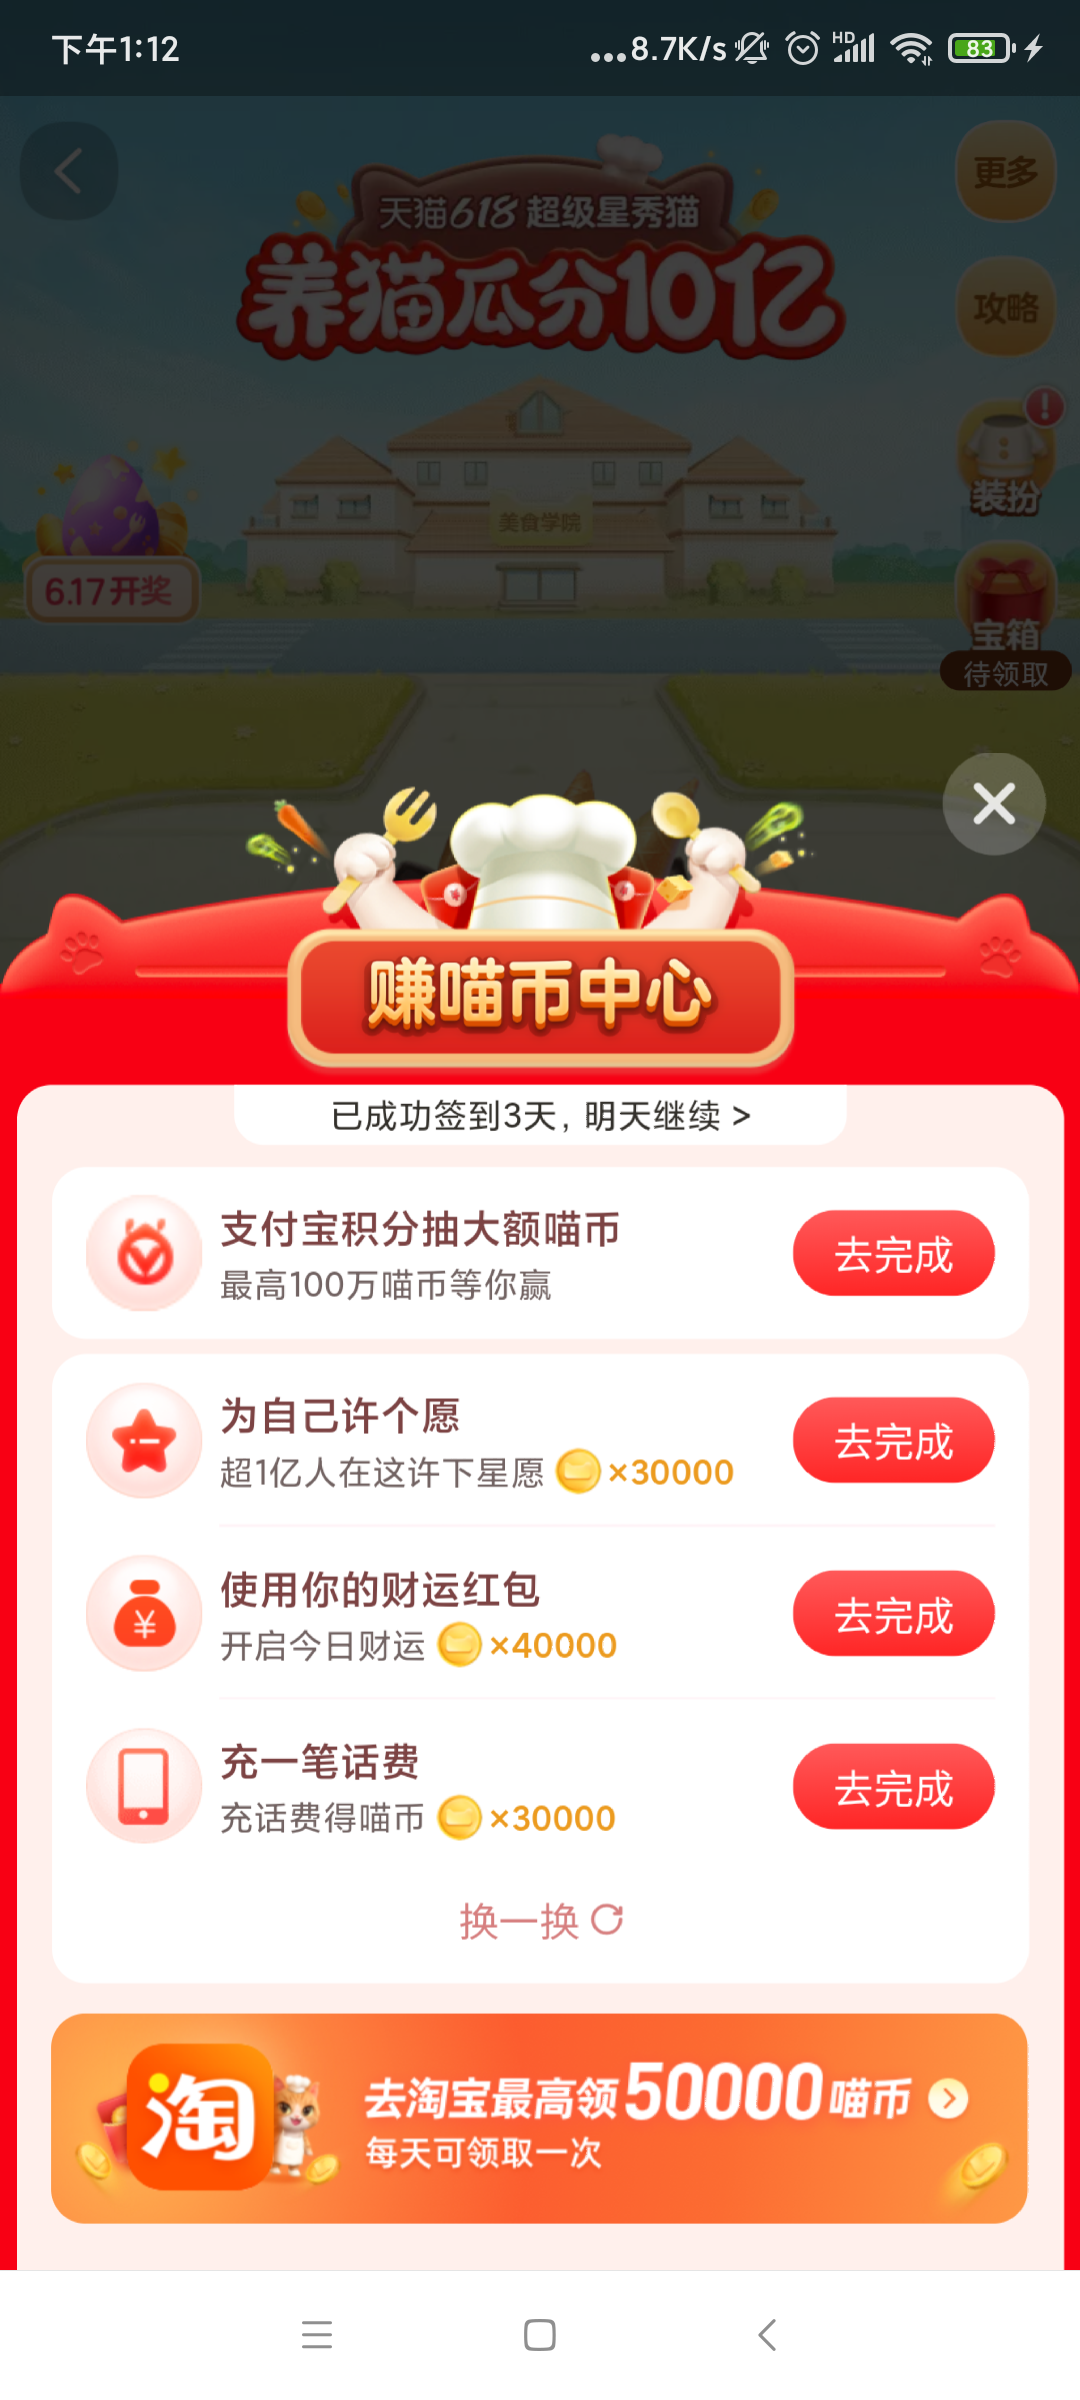 下午1:12
...8.7K/s
HD
83
更多
天猫618超级星秀猫
养猫瓜分10亿
攻略
装扮
美食学院
6.17开奖
宝箱
待领取
赚喵币中心
已成功签到3天，明天继续 >
支付宝积分抽大额喵币
最高100万喵币等你赢
去完成
为自己许个愿
超1亿人在这许下星愿 ×30000
去完成
使用你的财运红包
开启今日财运 ×40000
去完成
充一笔话费
充话费得喵币 ×30000
去完成
换一换
淘
去淘宝最高领50000喵币
每天可领取一次